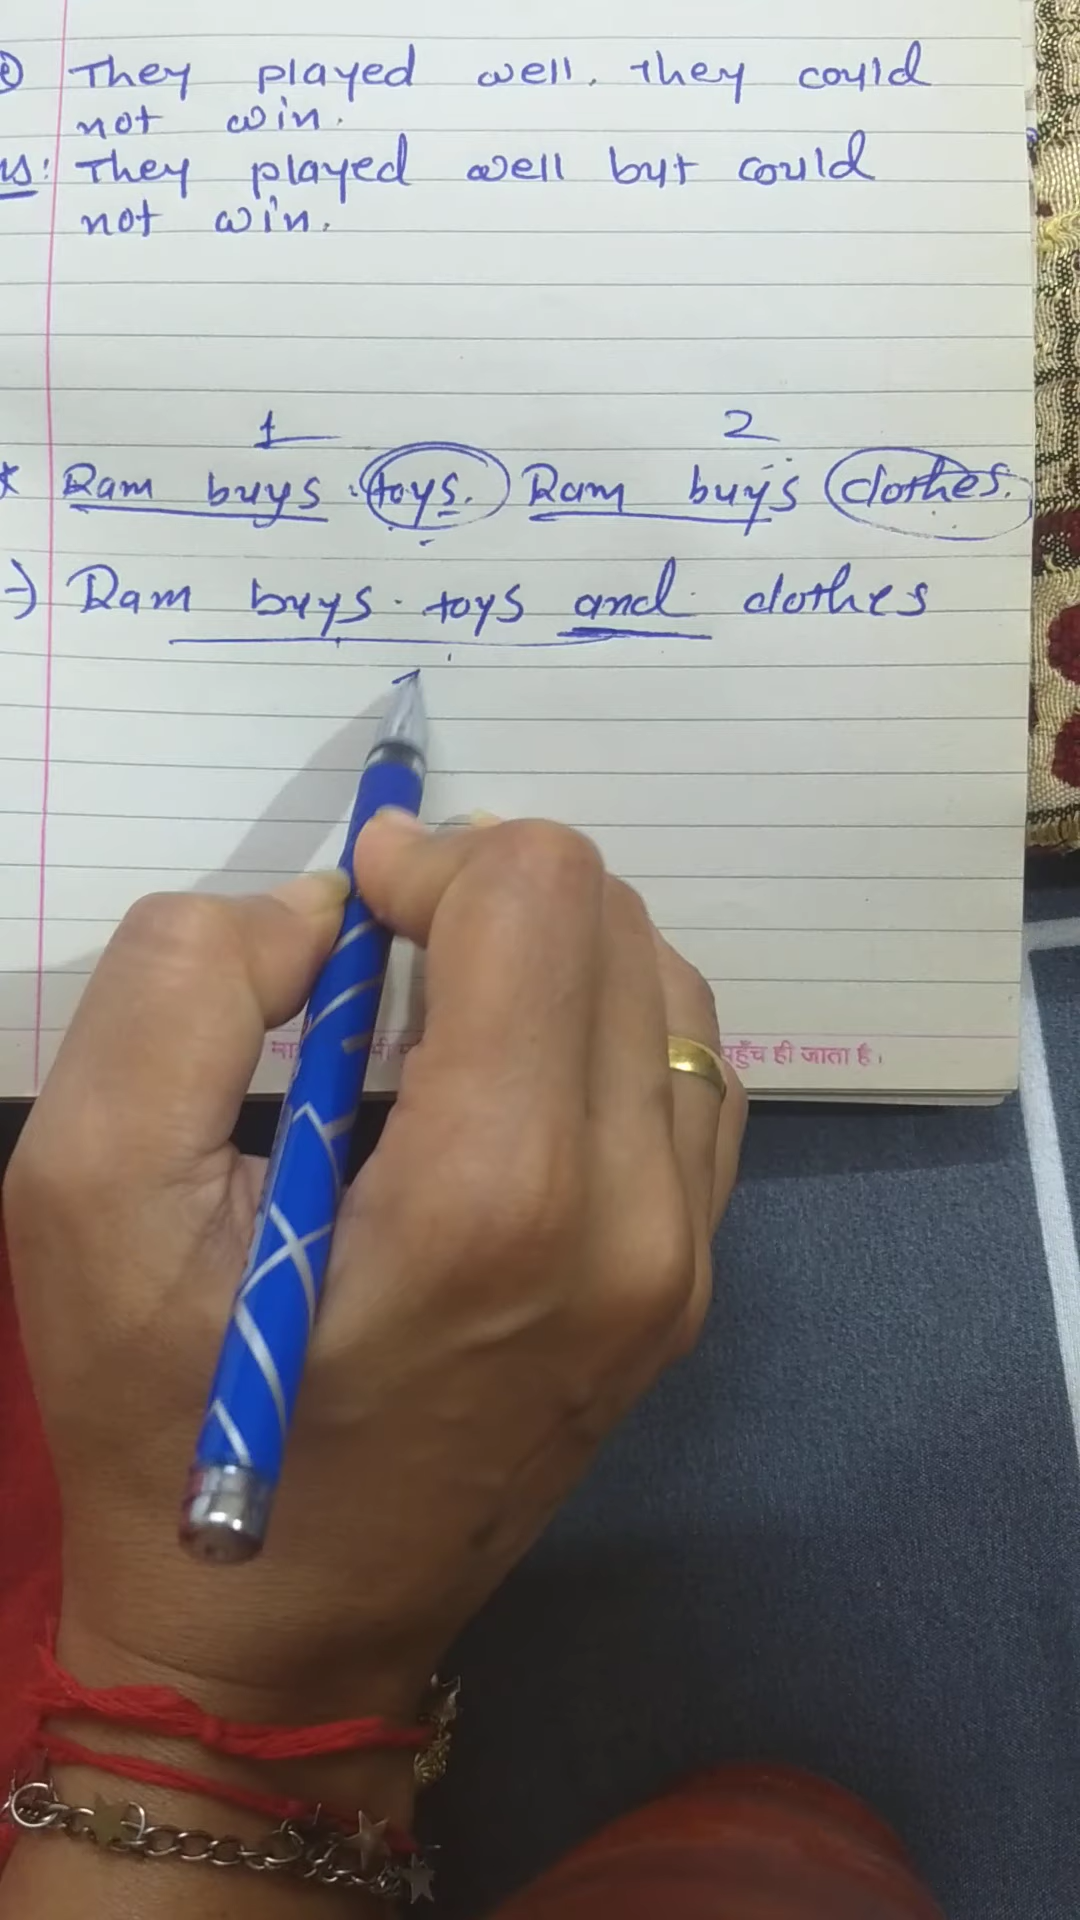 They played well. They could
not win.
ns: They played well but could
not win.
1 2
* Ram buys toys. Ram buys clothes.
→ Ram buys toys and clothes
पहुँच ही जाता है।